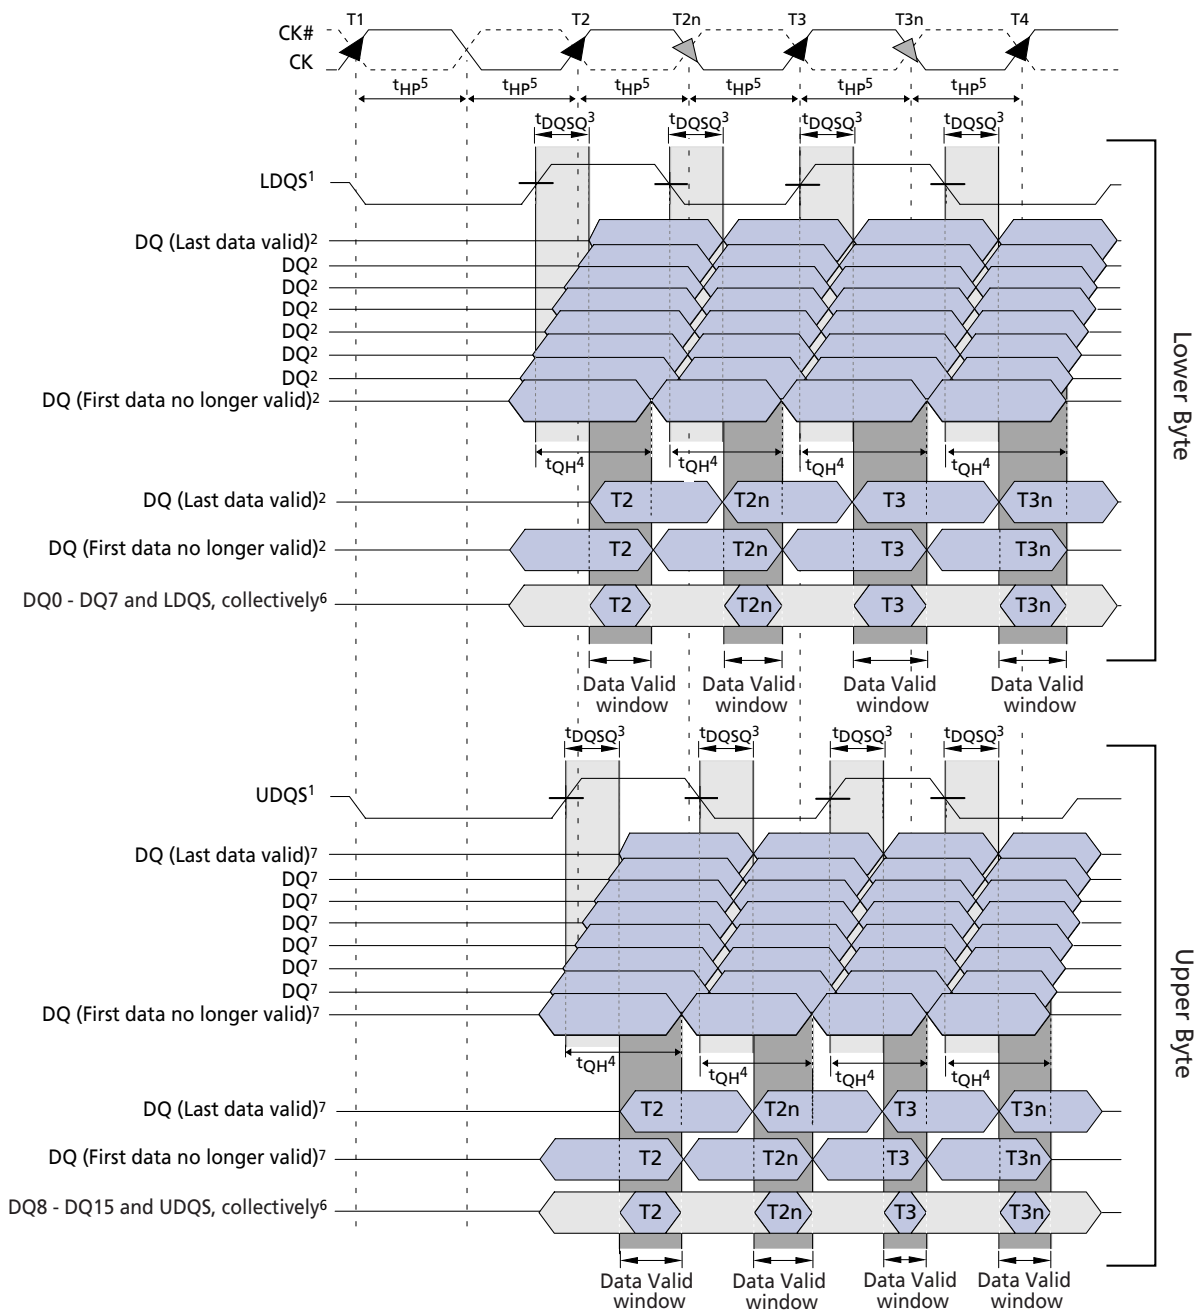 T1 T2 T2n T3 T3n T4
CK#
CK
tHP5 tHP5 tHP5 tHP5 tHP5 tHP5
tDQSQ3 tDQSQ3 tDQSQ3 tDQSQ3
LDQS1
DQ (Last data valid)2
DQ2
DQ2
DQ2
DQ2
DQ2
DQ2
DQ (First data no longer valid)2
Lower Byte
tQH4 tQH4 tQH4 tQH4
DQ (Last data valid)2 T2 T2n T3 T3n
DQ (First data no longer valid)2 T2 T2n T3 T3n
DQ0 - DQ7 and LDQS, collectively6 T2 T2n T3 T3n
Data Valid Data Valid Data Valid Data Valid
window window window window
tDQSQ3 tDQSQ3 tDQSQ3 tDQSQ3
UDQS1
DQ (Last data valid)7
DQ7
DQ7
DQ7
DQ7
DQ7
DQ7
DQ (First data no longer valid)7
Upper Byte
tQH4 tQH4 tQH4 tQH4
DQ (Last data valid)7 T2 T2n T3 T3n
DQ (First data no longer valid)7 T2 T2n T3 T3n
DQ8 - DQ15 and UDQS, collectively6 T2 T2n T3 T3n
Data Valid Data Valid Data Valid Data Valid
window window window window